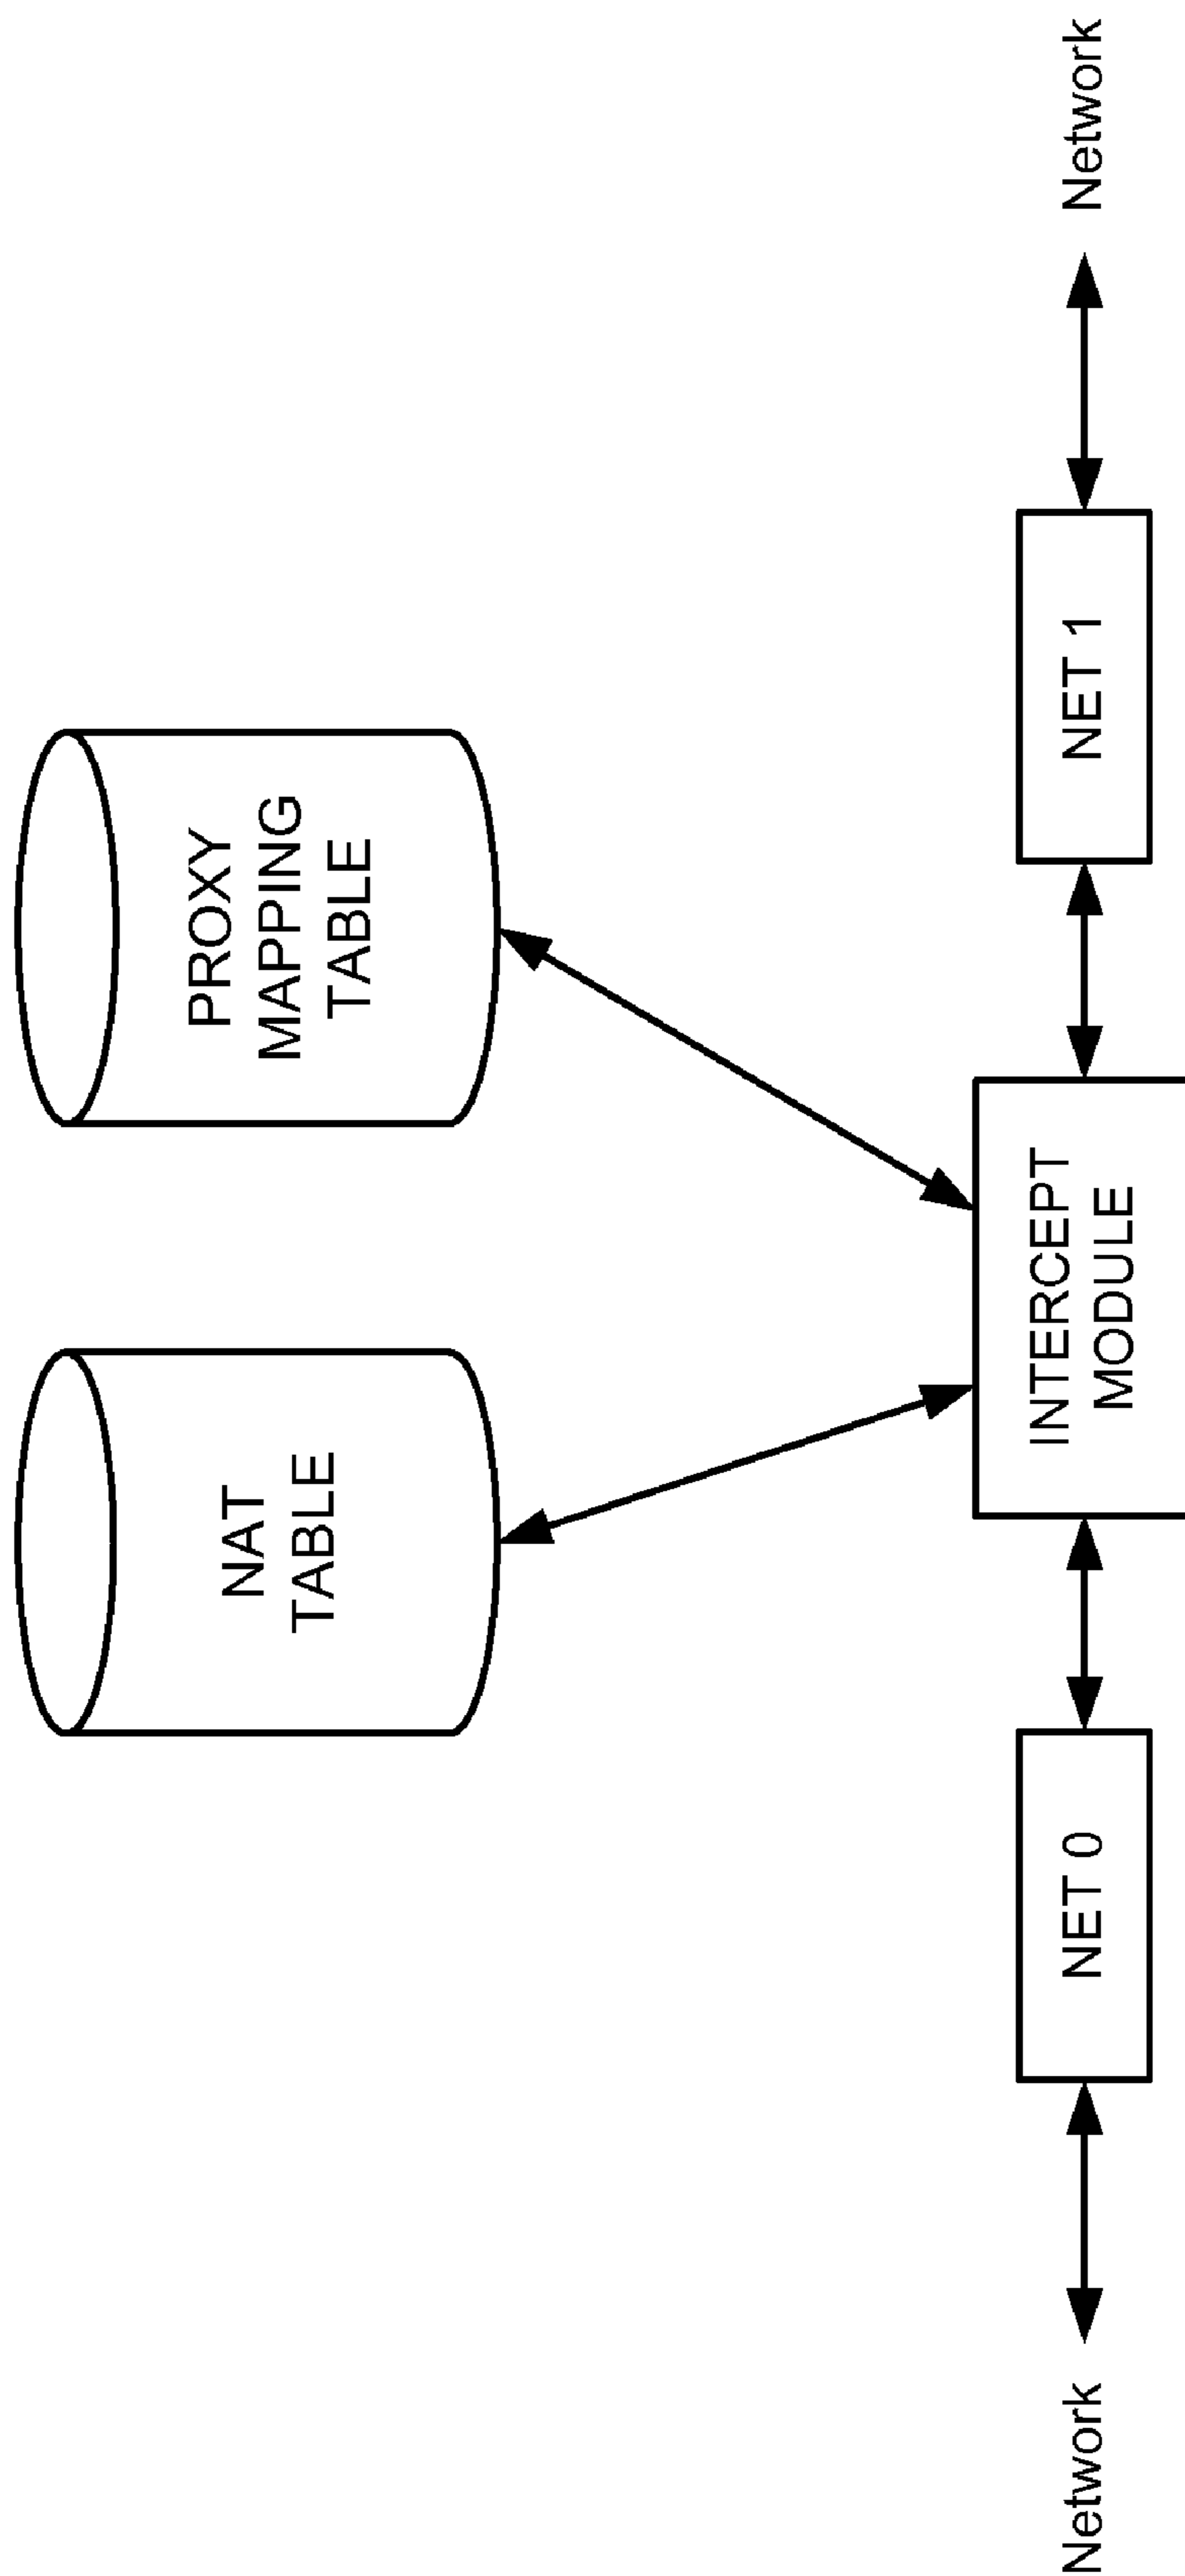 NAT
TABLE
PROXY
MAPPING
TABLE
Network
NET 0
INTERCEPT
MODULE
NET 1
Network